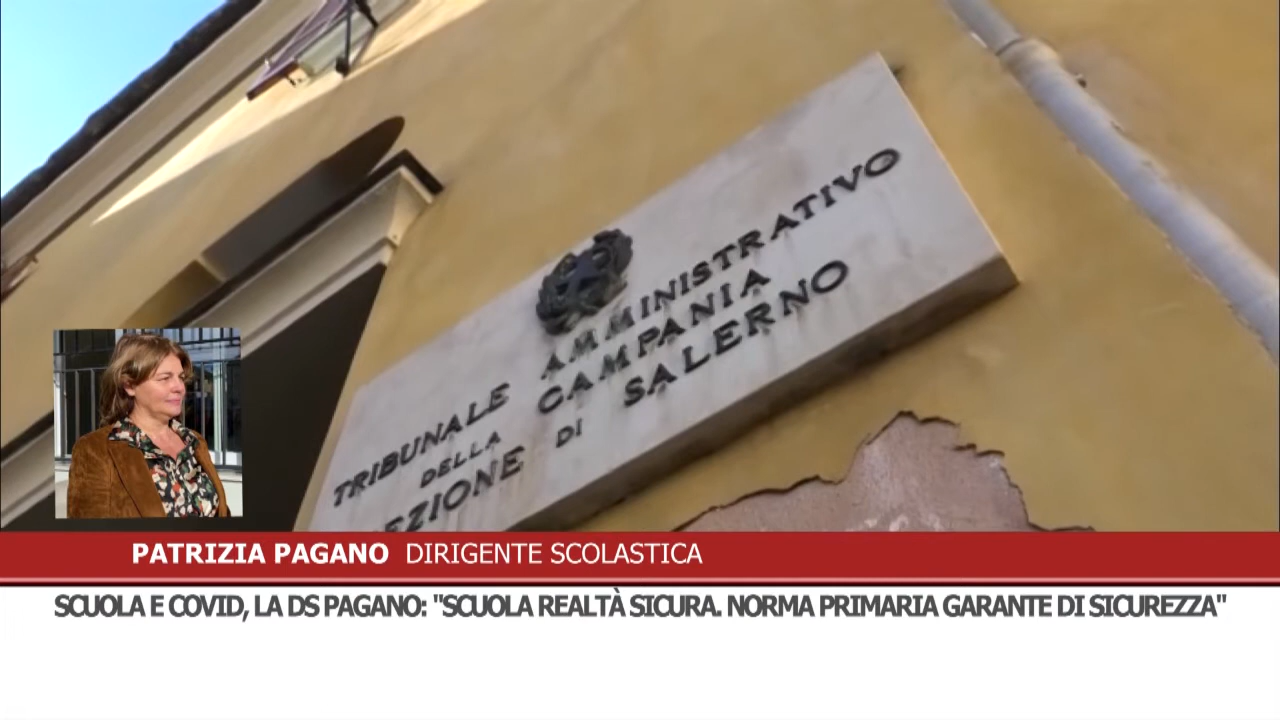 TRIBUNALE AMMINISTRATIVO
DELLA CAMPANIA
SEZIONE DI SALERNO
PATRIZIA PAGANO DIRIGENTE SCOLASTICA
SCUOLA E COVID, LA DS PAGANO: "SCUOLA REALTÀ SICURA. NORMA PRIMARIA GARANTE DI SICUREZZA"